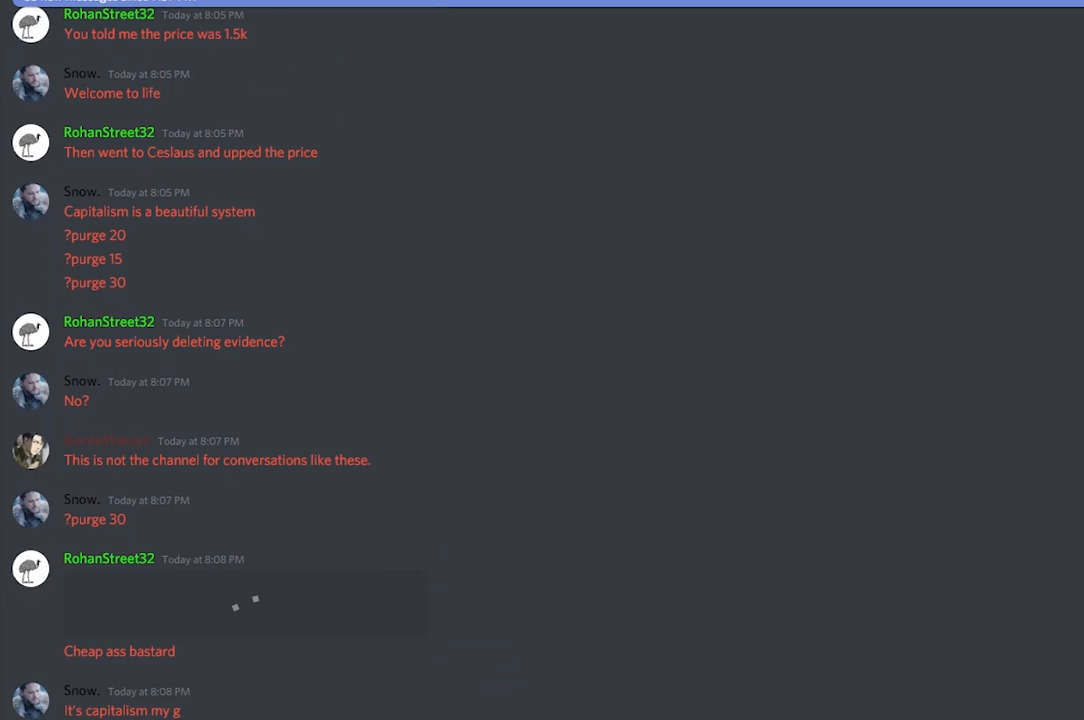 RohanStreet32 Today at 8:05 PM
You told me the price was 1.5k
Snow. Today at 8:05 PM
Welcome to life
RohanStreet32 Today at 8:05 PM
Then went to Ceslaus and upped the price
Snow. Today at 8:05 PM
Capitalism is a beautiful system
?purge 20
?purge 15
?purge 30
RohanStreet32 Today at 8:07 PM
Are you seriously deleting evidence?
Snow. Today at 8:07 PM
No?
Today at 8:07 PM
This is not the channel for conversations like these.
Snow. Today at 8:07 PM
?purge 30
RohanStreet32 Today at 8:08 PM
Cheap ass bastard
Snow. Today at 8:08 PM
It's capitalism my g